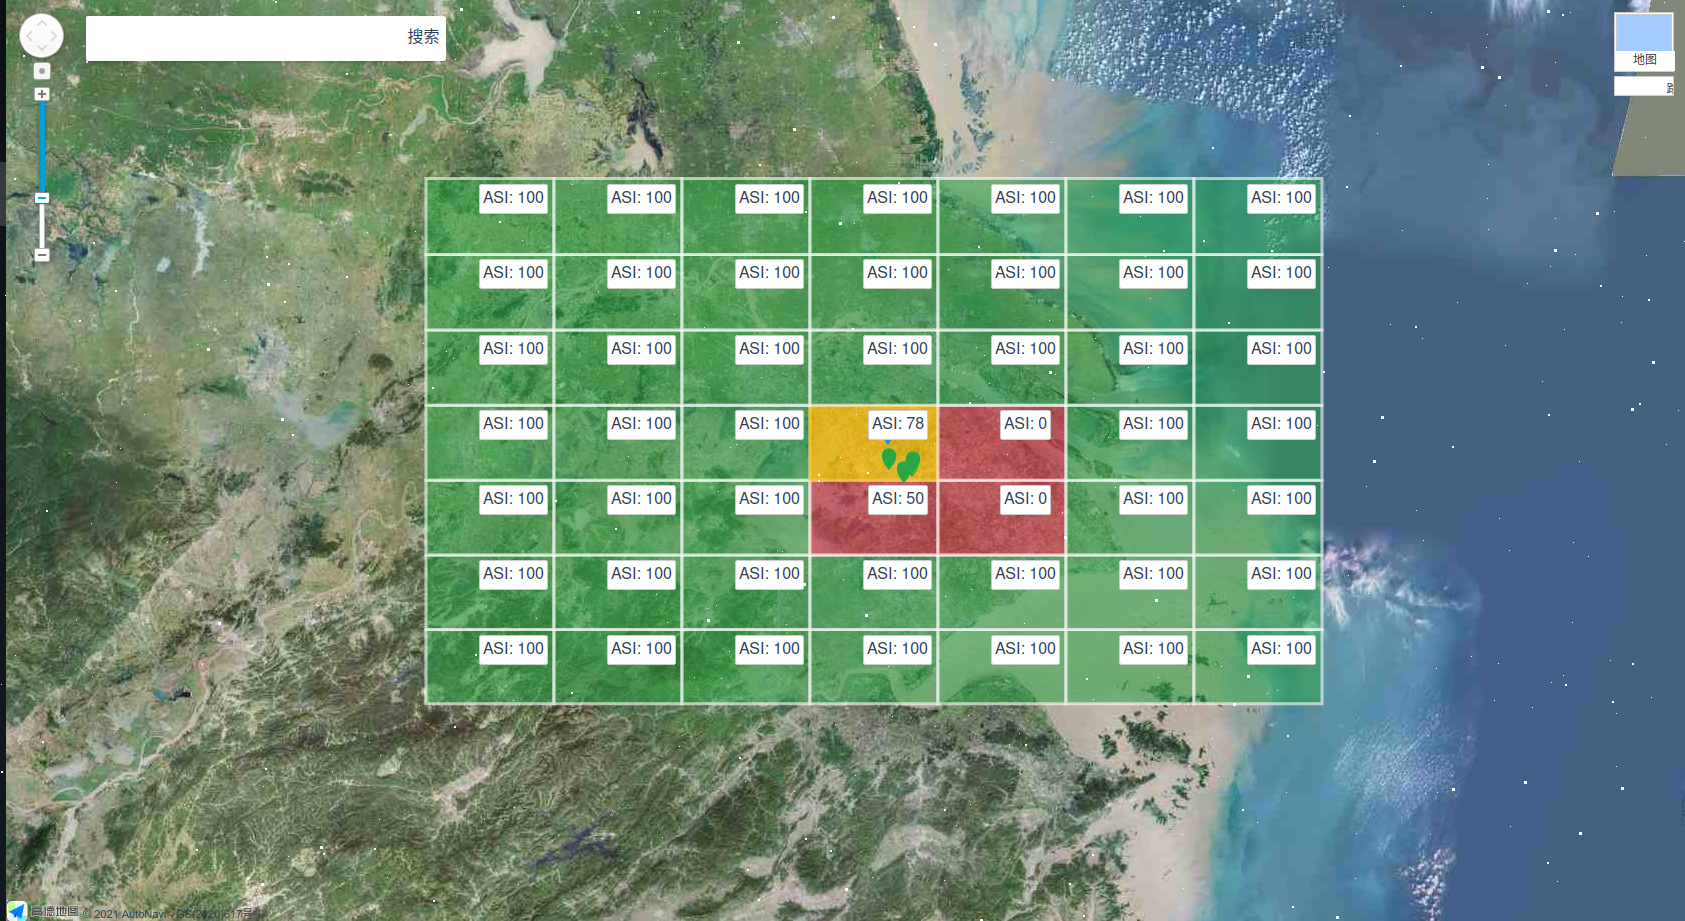 搜索
地图
ASI: 100 ASI: 100 ASI: 100 ASI: 100 ASI: 100 ASI: 100 ASI: 100
ASI: 100 ASI: 100 ASI: 100 ASI: 100 ASI: 100 ASI: 100 ASI: 100
ASI: 100 ASI: 100 ASI: 100 ASI: 100 ASI: 100 ASI: 100 ASI: 100
ASI: 100 ASI: 100 ASI: 100 ASI: 78 ASI: 0 ASI: 100 ASI: 100
ASI: 100 ASI: 100 ASI: 100 ASI: 50 ASI: 0 ASI: 100 ASI: 100
ASI: 100 ASI: 100 ASI: 100 ASI: 100 ASI: 100 ASI: 100 ASI: 100
ASI: 100 ASI: 100 ASI: 100 ASI: 100 ASI: 100 ASI: 100 ASI: 100
高德地图 © 2021 AutoNavi - GS(2020)617号